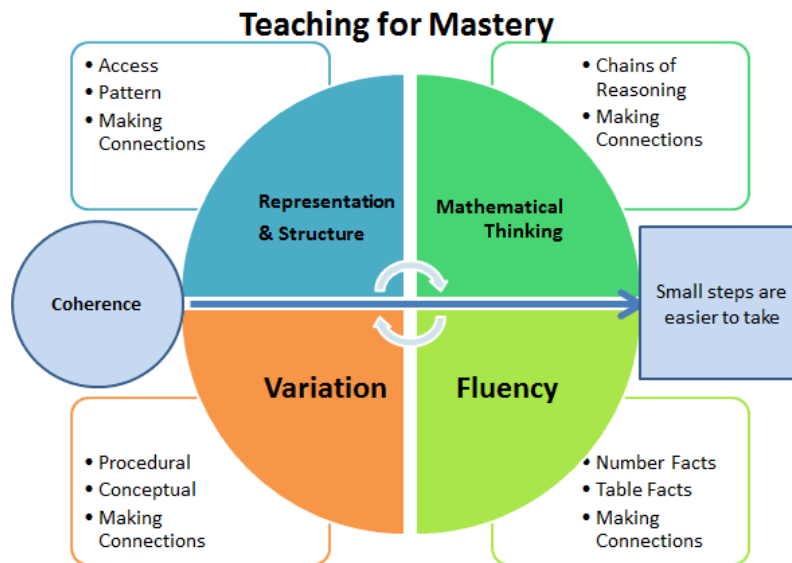 Teaching for Mastery
• Access
• Pattern
• Making
Connections
• Chains of
Reasoning
• Making
Connections
Representation
& Structure
Mathematical
Thinking
Coherence
Small steps are
easier to take
Variation
Fluency
• Procedural
• Conceptual
• Making
Connections
• Number Facts
• Table Facts
• Making
Connections